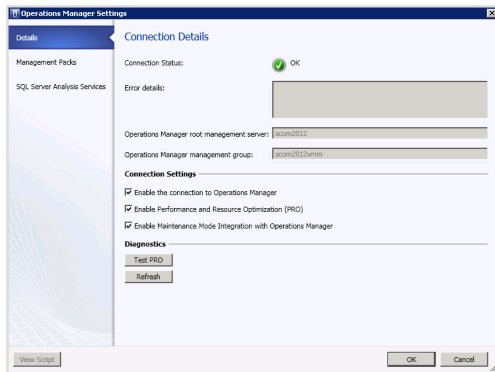 Operations Manager Settings
Details
Management Packs
SQL Server Analysis Services
Connection Details
Connection Status:
OK
Error details:
Operations Manager root management server:
scom2012
Operations Manager management group:
scom2012vmm
Connection Settings
Enable the connection to Operations Manager
Enable Performance and Resource Optimization (PRO)
Enable Maintenance Mode Integration with Operations Manager
Diagnostics
Test PRO
Refresh
View Script
OK
Cancel